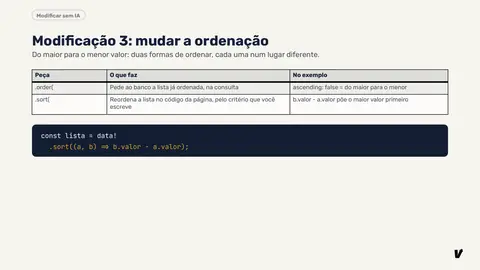 Modificar sem IA
Modificação 3: mudar a ordenação
Do maior para o menor valor: duas formas de ordenar, cada uma num lugar diferente.
Peça O que faz No exemplo
.order( Pede ao banco a lista já ordenada, na consulta ascending: false = do maior para o menor
.sort( Reordena a lista no código da página, pelo critério que você b.valor - a.valor põe o maior valor primeiro
escreve
const lista = data!
.sort((a, b) => b.valor - a.valor);
v